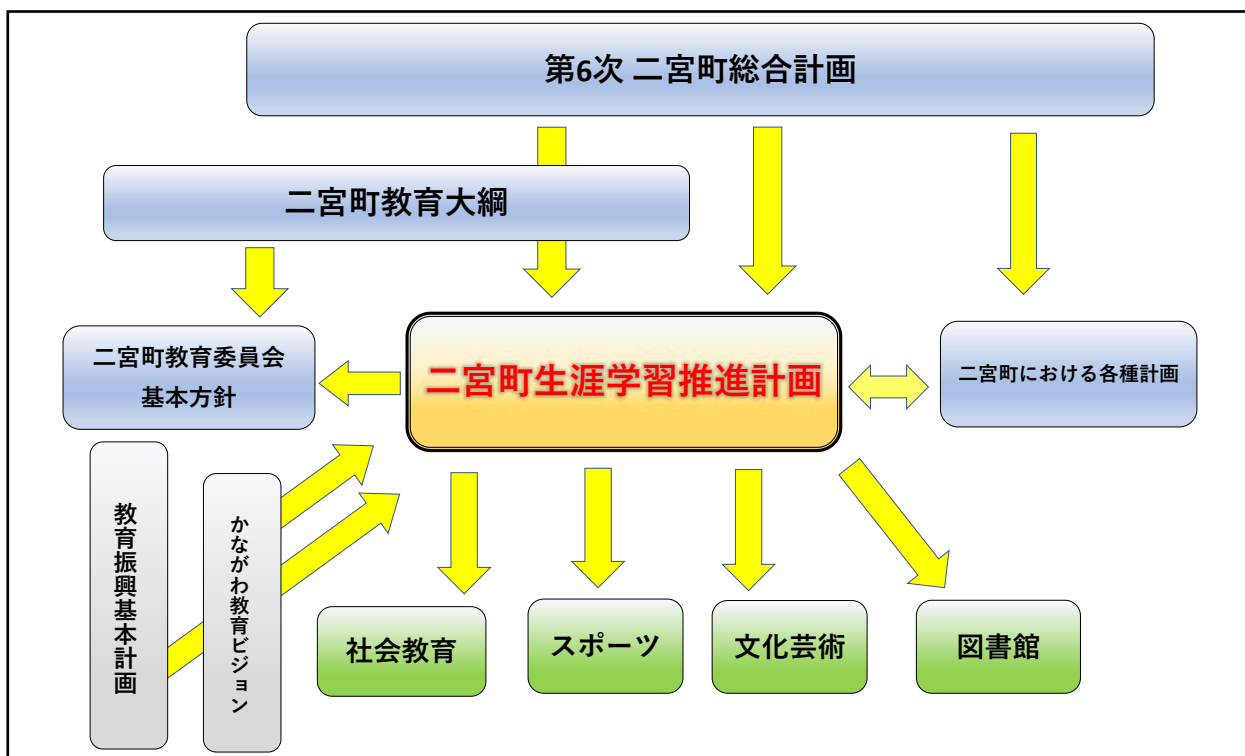 第6次 二宮町総合計画
二宮町教育大綱
二宮町教育委員会
基本方針
二宮町生涯学習推進計画
二宮町における各種計画
教育振興基本計画
かながわ教育ビジョン
社会教育
スポーツ
文化芸術
図書館